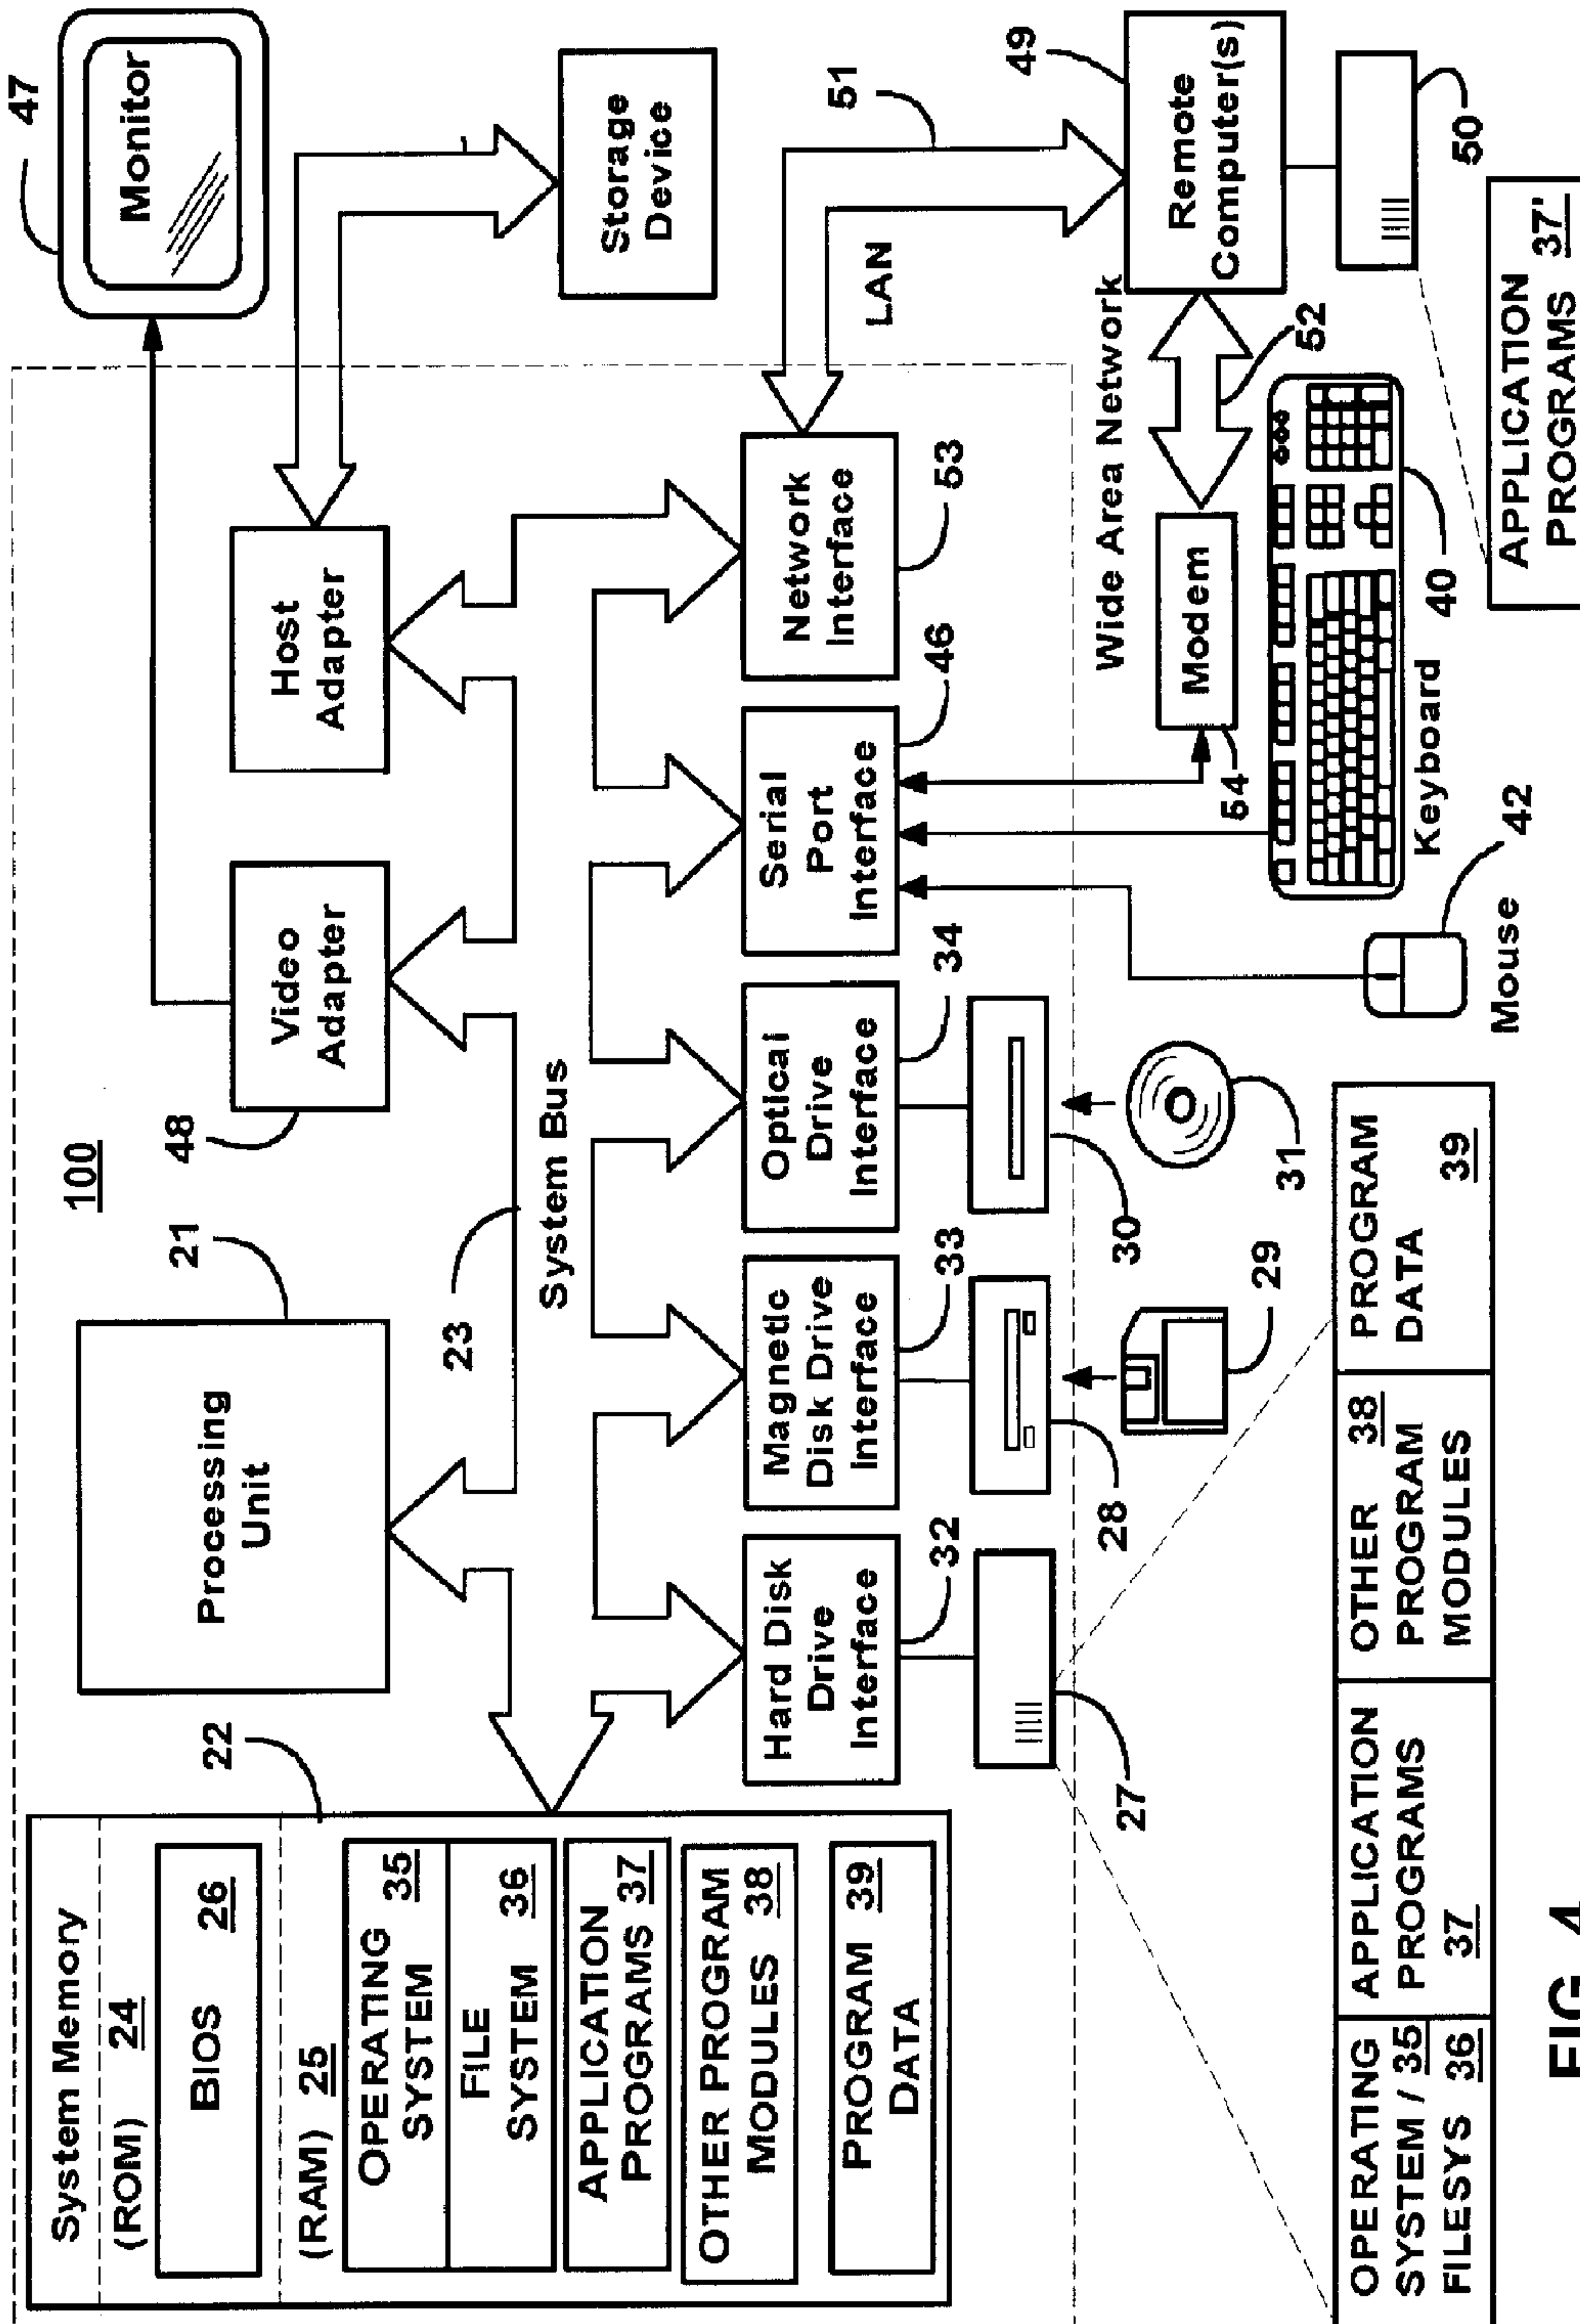 System Memory
(ROM) 24
BIOS 26
(RAM) 25
OPERATING
SYSTEM 35
FILE
SYSTEM 36
APPLICATION
PROGRAMS 37
OTHER PROGRAM
MODULES 38
PROGRAM 39
DATA
22
Processing
Unit
21
100
23
System Bus
Video
Adapter
48
Host
Adapter
Monitor
47
Storage
Device
Hard Disk
Drive
Interface
32
Magnetic
Disk Drive
Interface
33
Optical
Drive
Interface
34
Serial
Port
Interface
46
Network
Interface
53
LAN
51
27
28
29
30
31
Wide Area Network
Modem
54
52
Remote
Computer(s)
49
50
Keyboard
40
Mouse
42
OPERATING
SYSTEM / 35
FILESYS 36
APPLICATION
PROGRAMS
37
OTHER 38
PROGRAM
MODULES
PROGRAM
DATA
39
APPLICATION
PROGRAMS 37'
FIG. 4